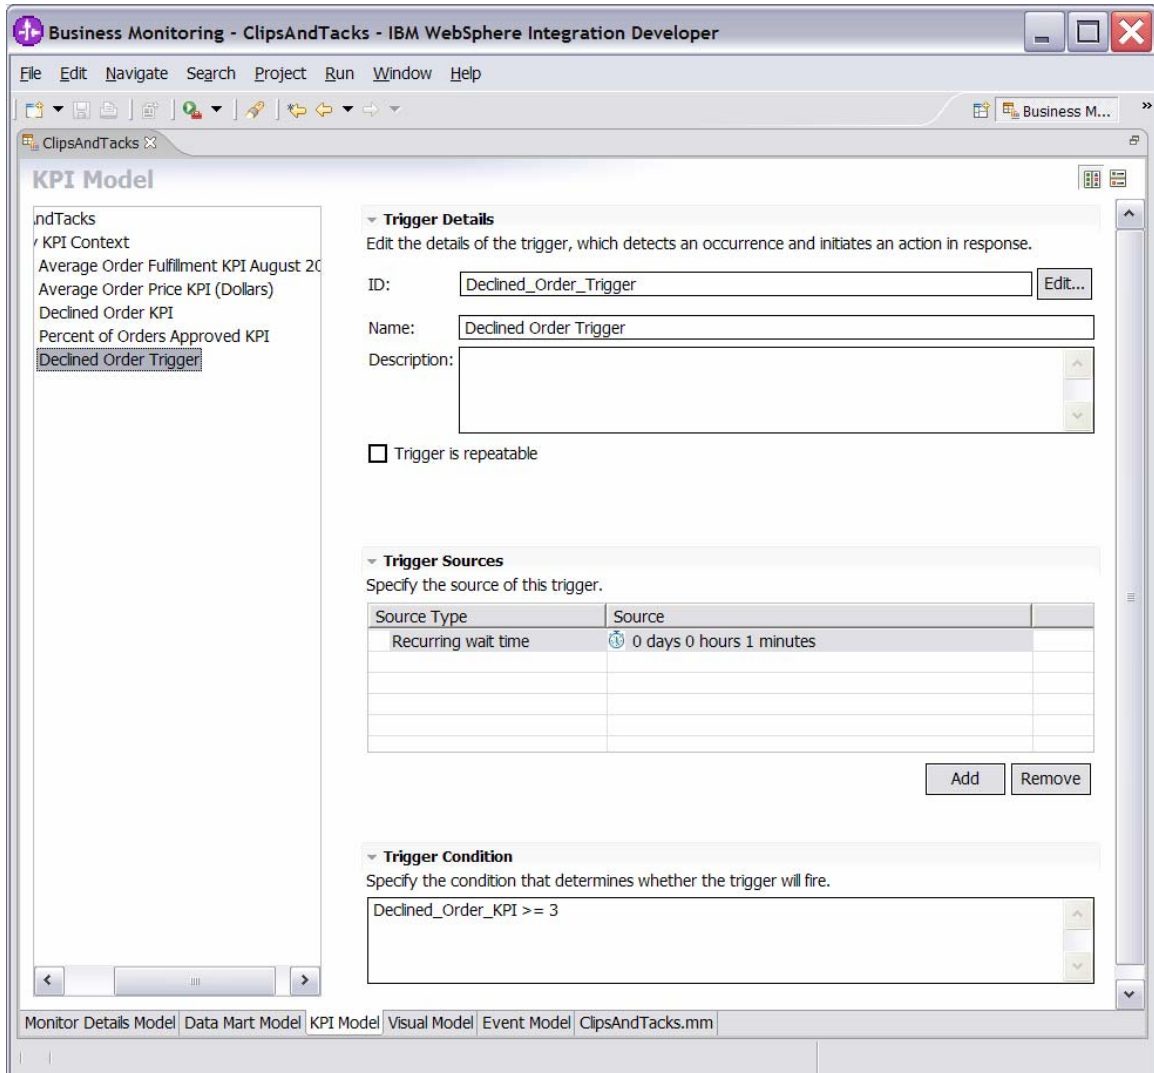 Business Monitoring - ClipsAndTacks - IBM WebSphere Integration Developer
File Edit Navigate Search Project Run Window Help
Business M... »
ClipsAndTacks
KPI Model
ndTacks
KPI Context
Average Order Fulfillment KPI August 20
Average Order Price KPI (Dollars)
Declined Order KPI
Percent of Orders Approved KPI
Declined Order Trigger
Trigger Details
Edit the details of the trigger, which detects an occurrence and initiates an action in response.
ID: Declined_Order_Trigger Edit...
Name: Declined Order Trigger
Description:
Trigger is repeatable
Trigger Sources
Specify the source of this trigger.
Source Type Source
Recurring wait time 0 days 0 hours 1 minutes
Add Remove
Trigger Condition
Specify the condition that determines whether the trigger will fire.
Declined_Order_KPI >= 3
Monitor Details Model Data Mart Model KPI Model Visual Model Event Model ClipsAndTacks.mm